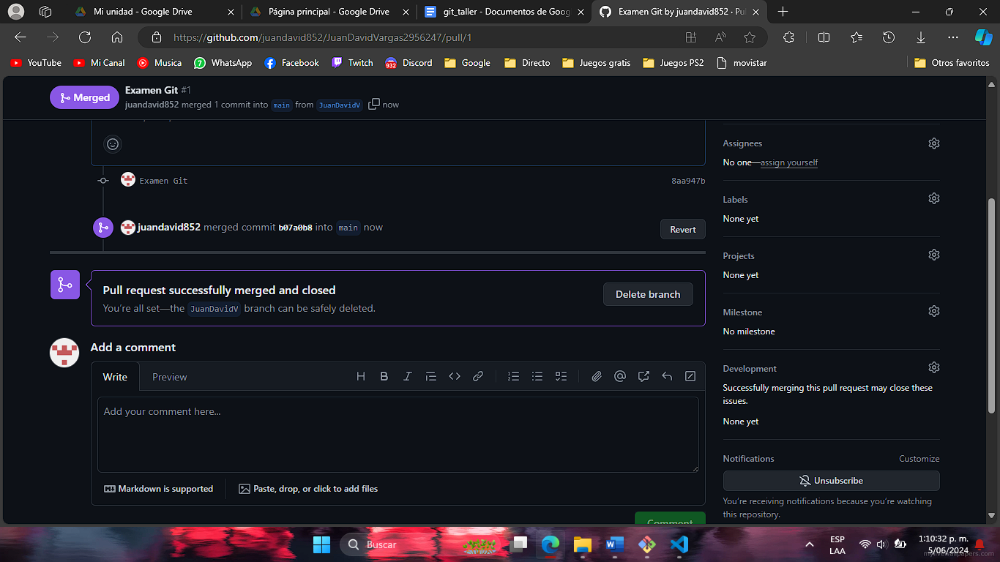 Mi unidad - Google Drive
Página principal - Google Drive
git_taller - Documentos de Goog
Examen Git by juandavid852 · Pul
https://github.com/juandavid852/JuanDavidVargas2956247/pull/1
YouTube
Mi Canal
Musica
7
WhatsApp
Facebook
Twitch
932
Discord
Google
Directo
Juegos gratis
Juegos PS2
movistar
Otros favoritos
Merged
Examen Git #1
juandavid852 merged 1 commit into main from JuanDavidV now
Assignees
No one—assign yourself
Examen Git
8aa947b
Labels
None yet
juandavid852 merged commit b07a0b8 into main now
Revert
Projects
None yet
Pull request successfully merged and closed
You're all set—the JuanDavidV branch can be safely deleted.
Delete branch
Milestone
No milestone
Add a comment
Write
Preview
Development
Successfully merging this pull request may close these
issues.
None yet
Add your comment here...
Notifications
Customize
Unsubscribe
You're receiving notifications because you're watching
this repository.
Markdown is supported
Paste, drop, or click to add files
Comment
Buscar
ESP
LAA
1:10:32 p. m.
5/06/2024